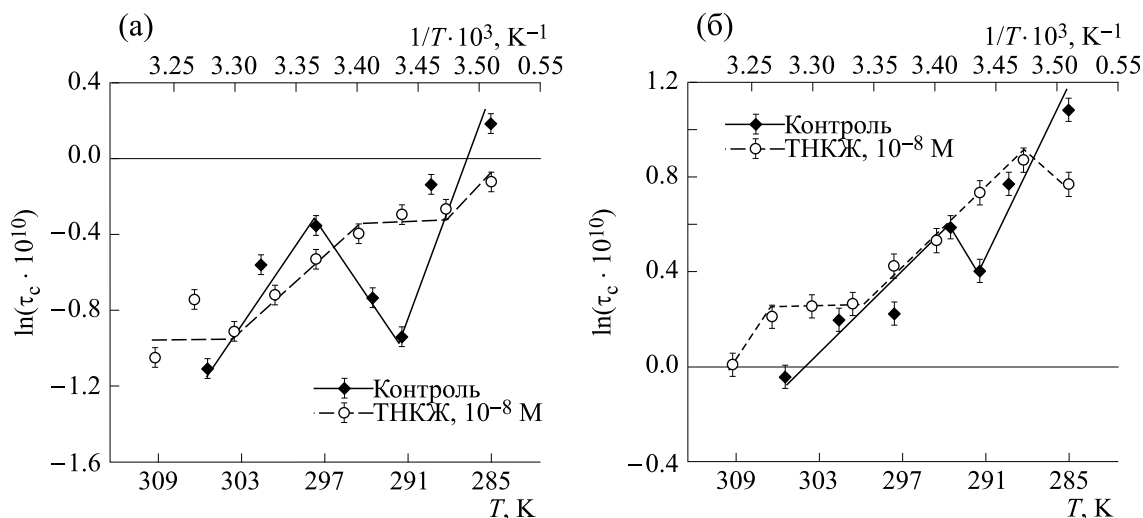 (а)
1/T · 10³, K⁻¹
3.25 3.30 3.35 3.40 3.45 3.50 0.55
0.4
0.0
−0.4
−0.8
−1.2
−1.6
ln(τc · 10¹⁰)
Контроль
ТНКЖ, 10⁻⁸ М
309 303 297 291 285
T, K
(б)
1/T · 10³, K⁻¹
3.25 3.30 3.35 3.40 3.45 3.50 0.55
1.2
0.8
0.4
0.0
−0.4
ln(τc · 10¹⁰)
Контроль
ТНКЖ, 10⁻⁸ М
309 303 297 291 285
T, K